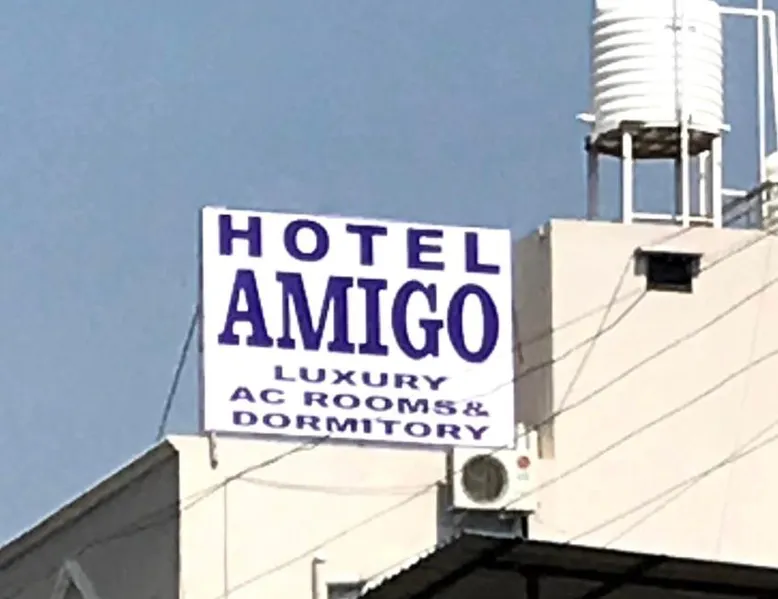 HOTEL
AMIGO
LUXURY
AC ROOMS &
DORMITORY